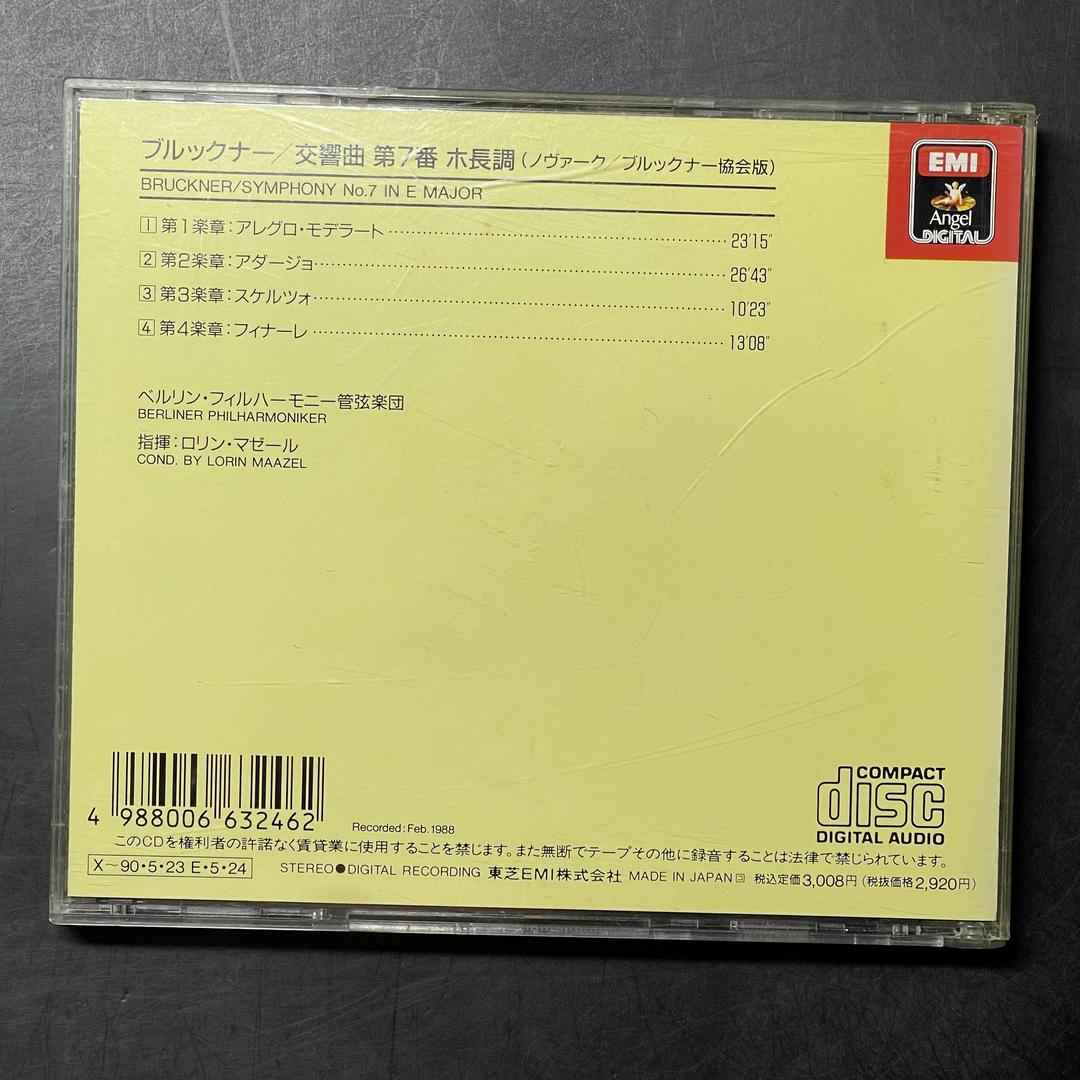 ブルックナー/交響曲 第7番 ホ長調(ノヴァーク/ブルックナー協会版)
BRUCKNER/SYMPHONY No.7 IN E MAJOR
1 第1楽章:アレグロ・モデラート 23'15"
2 第2楽章:アダージョ 26'43"
3 第3楽章:スケルツォ 10'23"
4 第4楽章:フィナーレ 13'08"
EMI
Angel
DIGITAL
ベルリン・フィルハーモニー管弦楽団
BERLINER PHILHARMONIKER
指揮:ロリン・マゼール
COND. BY LORIN MAAZEL
COMPACT
disc
DIGITAL AUDIO
4 988006 632462
Recorded:Feb.1988
このCDを権利者の許諾なく賃貸業に使用することを禁じます。また無断でテープその他に録音することは法律で禁じられています。
X~90・5・23 E・5・24 STEREO●DIGITAL RECORDING 東芝EMI株式会社 MADE IN JAPAN 税込定価3,008円(税抜価格2,920円)